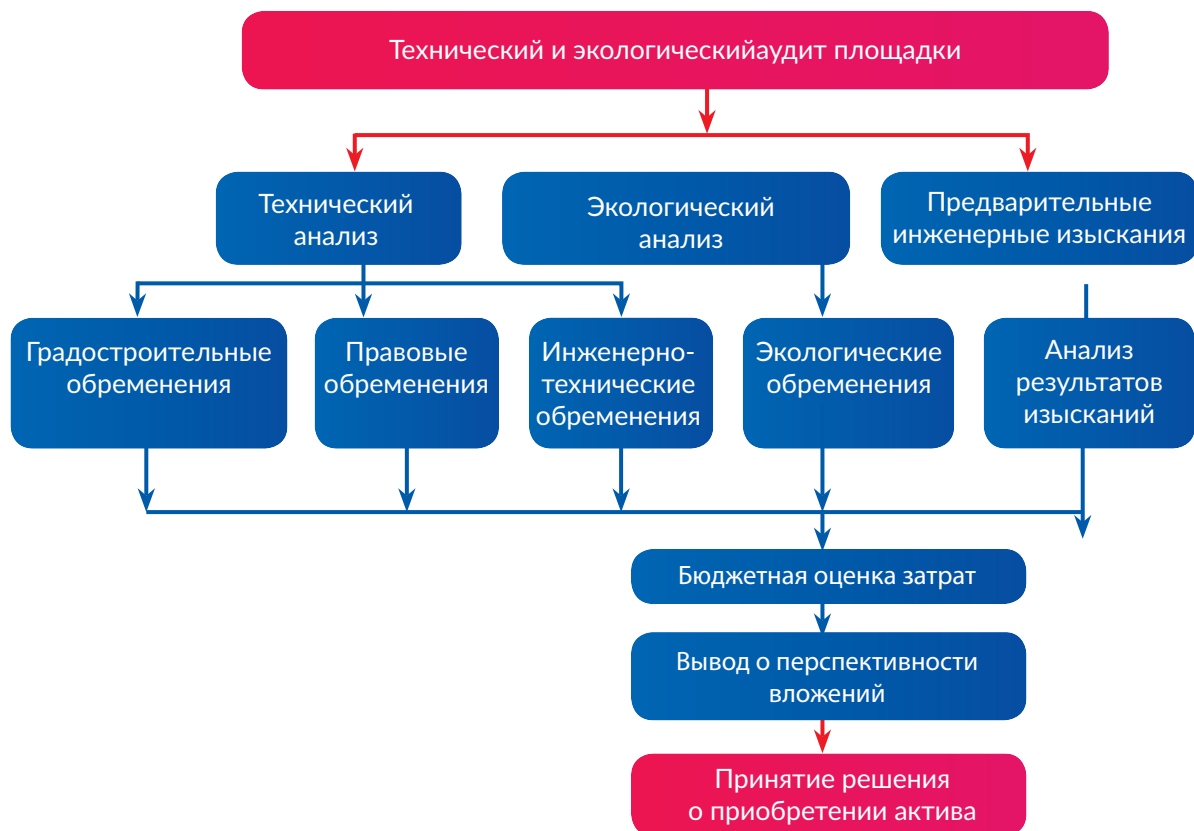 Технический и экологическийаудит площадки
Технический
анализ
Экологический
анализ
Предварительные
инженерные изыскания
Градостроительные
обременения
Правовые
обременения
Инженерно-
технические
обременения
Экологические
обременения
Анализ
результатов
изысканий
Бюджетная оценка затрат
Вывод о перспективности
вложений
Принятие решения
о приобретении актива